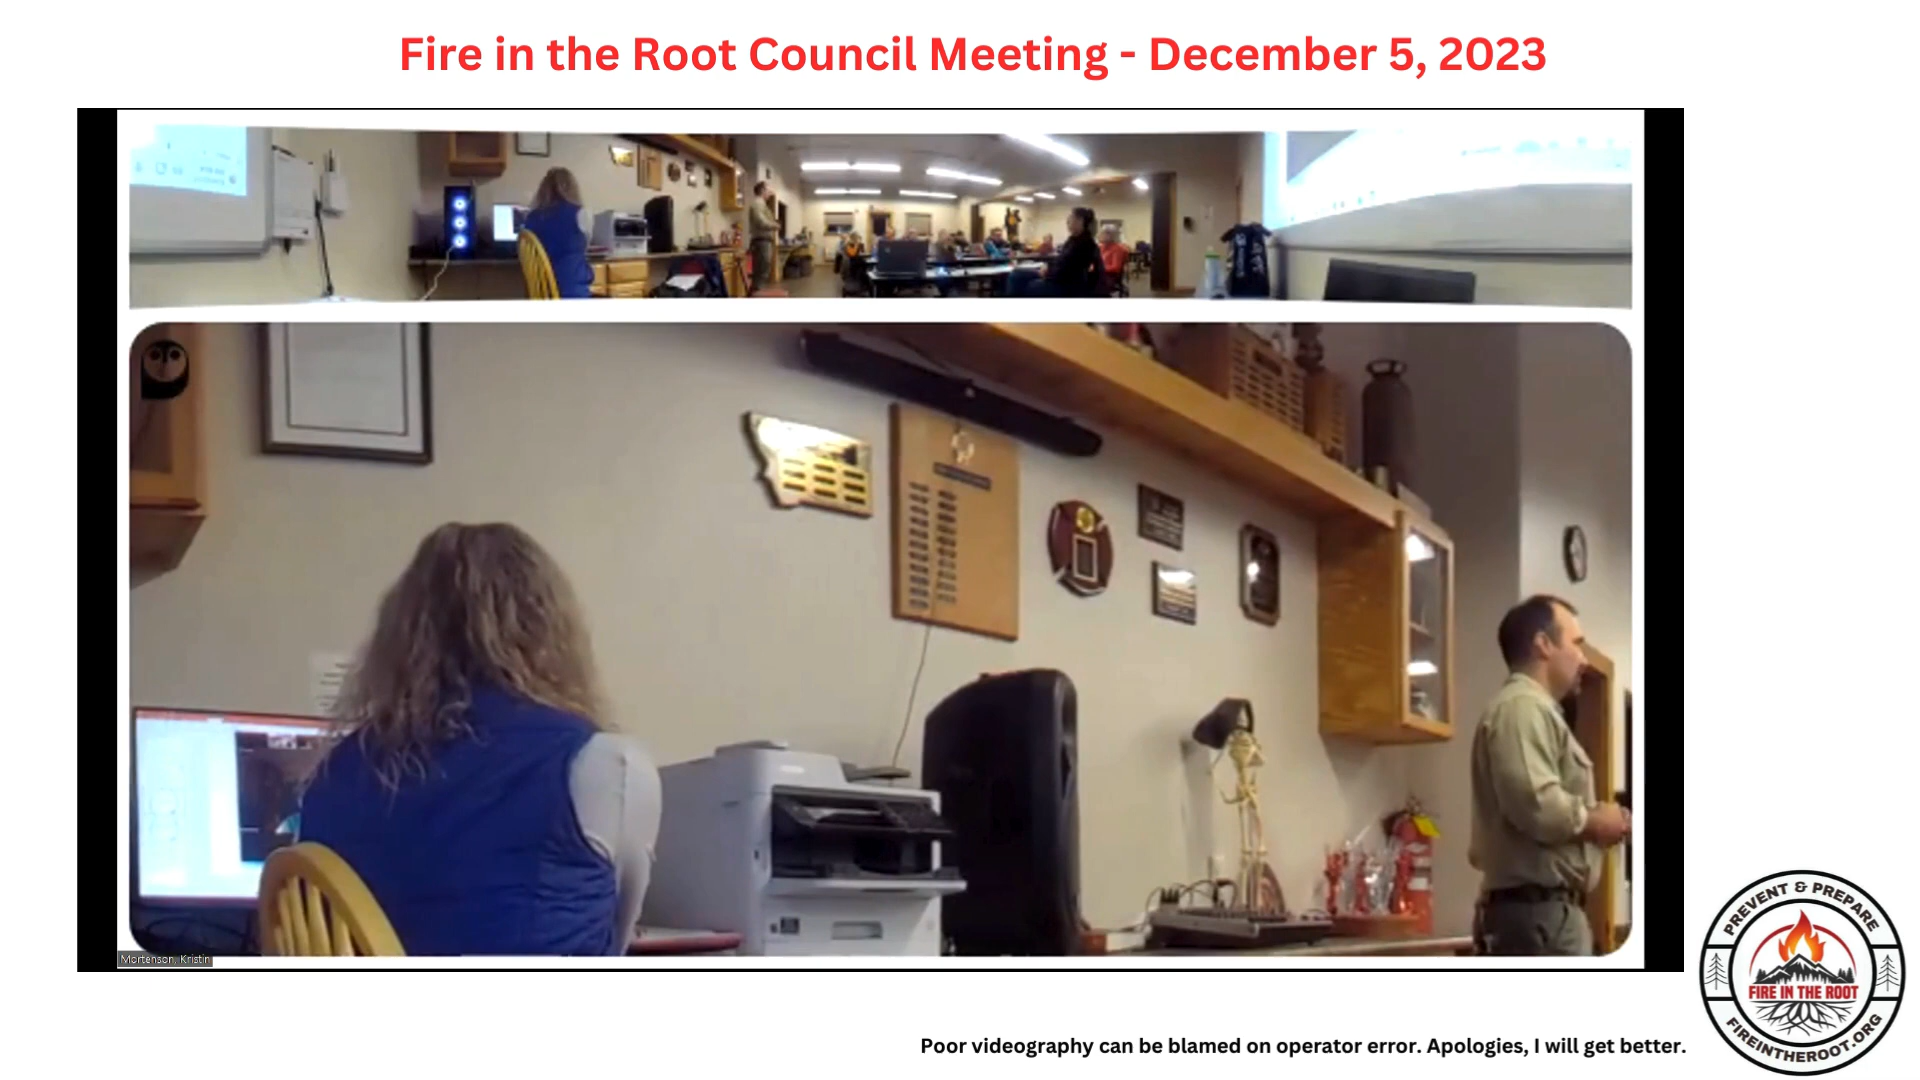 Fire in the Root Council Meeting - December 5, 2023
Mortenson, Kristin
PREVENT & PREPARE
FIRE IN THE ROOT
FIREINTHEROOT.ORG
Poor videography can be blamed on operator error. Apologies, I will get better.